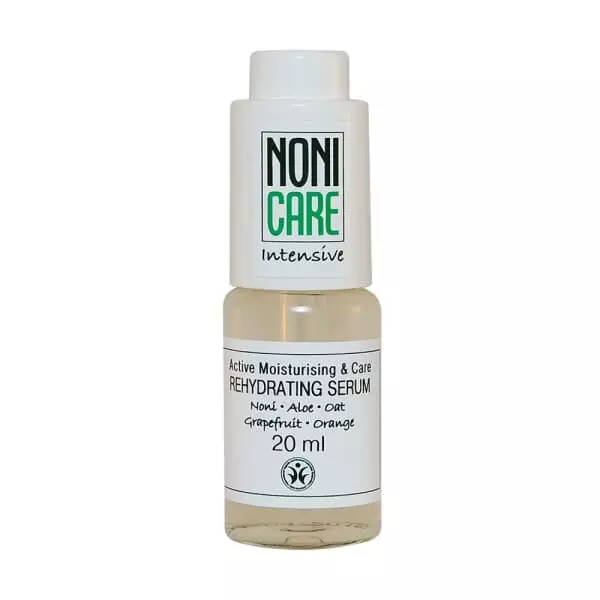 NONI
CARE
Intensive
Active Moisturising & Care
REHYDRATING SERUM
Noni • Aloe • Oat
Grapefruit • Orange
20 ml